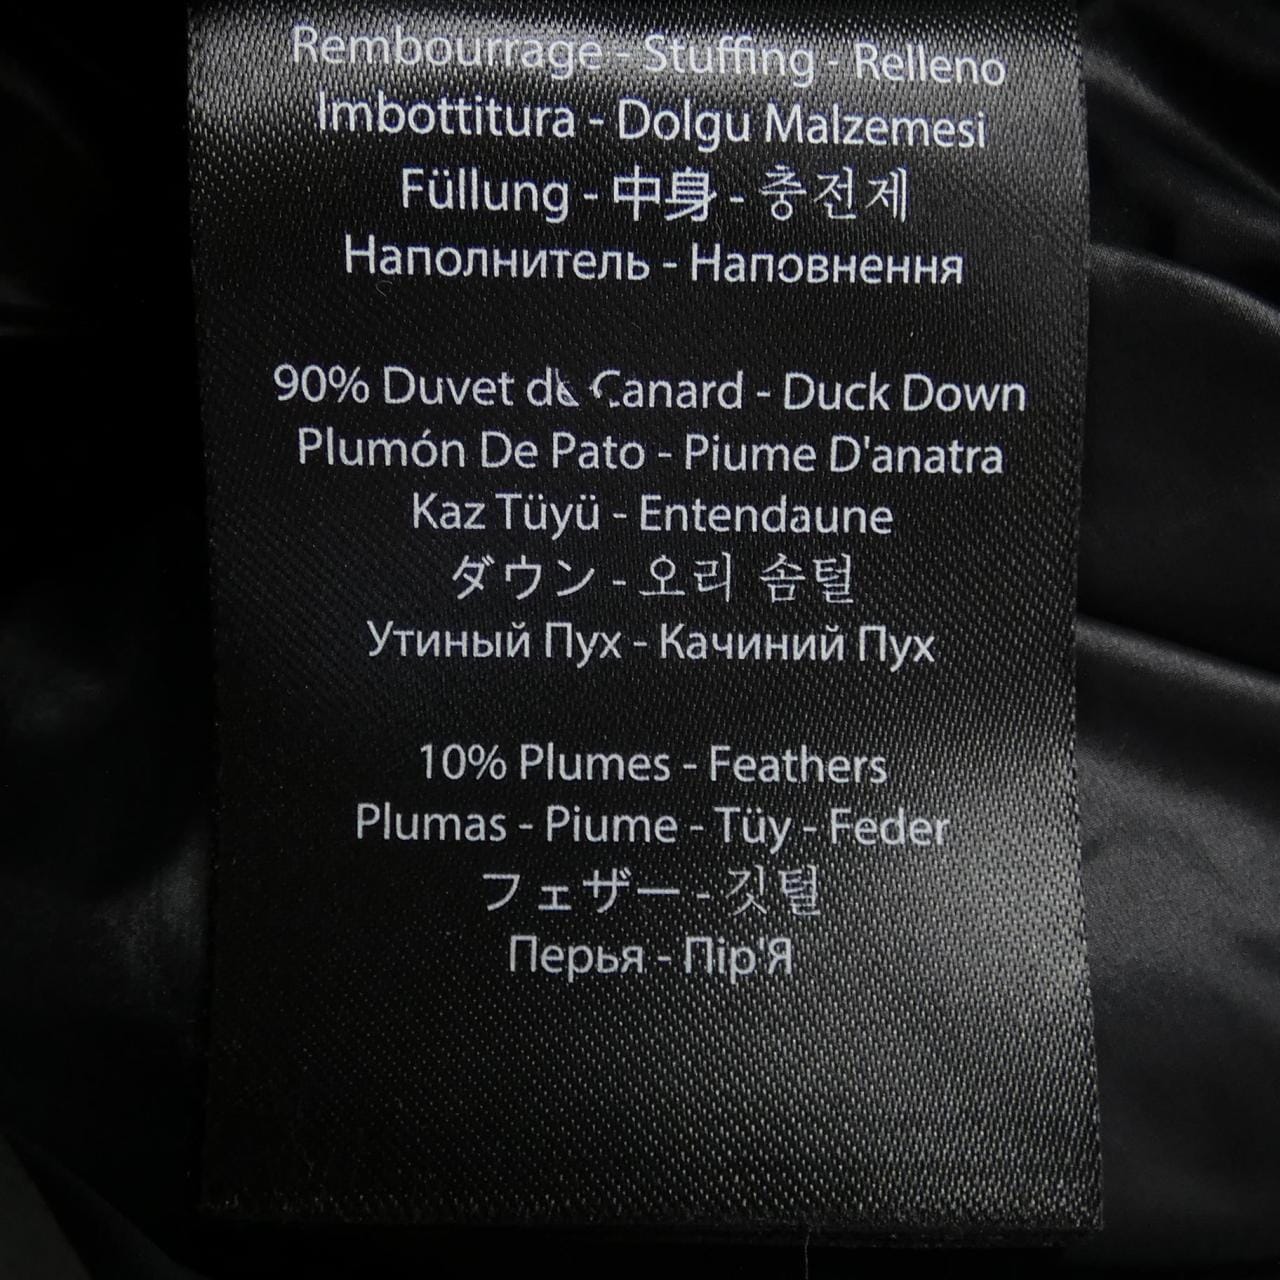 Rembourrage - Stuffing - Relleno
Imbottitura - Dolgu Malzemesi
Füllung - 中身 - 충전제
Наполнитель - Наповнення
90% Duvet de Canard - Duck Down
Plumón De Pato - Piume D'anatra
Kaz Tüyü - Entendaune
ダウン - 오리 솜털
Утиный Пух - Качиний Пух
10% Plumes - Feathers
Plumas - Piume - Tüy - Feder
フェザー - 깃털
Перья - Пір'Я